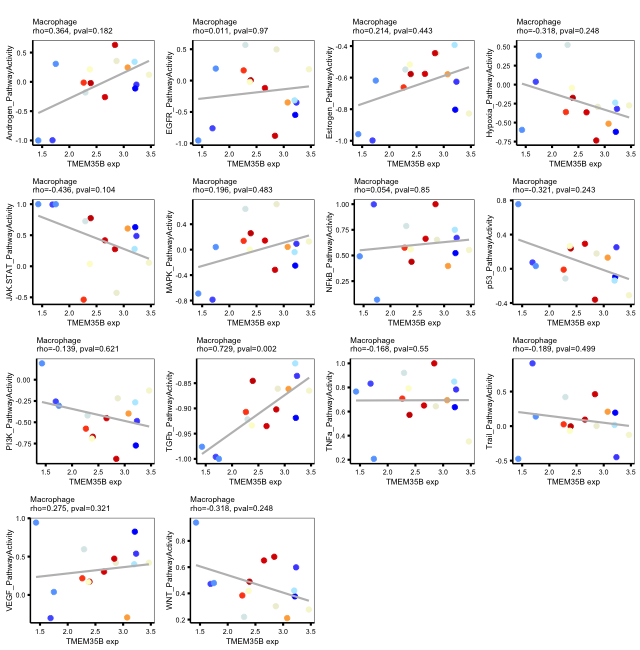 Macrophage
rho=0.364, pval=0.182
Androgen_PathwayActivity
0.5
0.0
-0.5
-1.0
1.5 2.0 2.5 3.0 3.5
TMEM35B exp
Macrophage
rho=0.011, pval=0.97
EGFR_PathwayActivity
0.5
0.0
-0.5
-1.0
1.5 2.0 2.5 3.0 3.5
TMEM35B exp
Macrophage
rho=0.214, pval=0.443
Estrogen_PathwayActivity
-0.4
-0.6
-0.8
-1.0
1.5 2.0 2.5 3.0 3.5
TMEM35B exp
Macrophage
rho=-0.318, pval=0.248
Hypoxia_PathwayActivity
0.50
0.25
0.00
-0.25
-0.50
-0.75
1.5 2.0 2.5 3.0 3.5
TMEM35B exp
Macrophage
rho=-0.436, pval=0.104
JAK-STAT_PathwayActivity
1.0
0.5
0.0
-0.5
1.5 2.0 2.5 3.0 3.5
TMEM35B exp
Macrophage
rho=0.196, pval=0.483
MAPK_PathwayActivity
0.4
0.0
-0.4
-0.8
1.5 2.0 2.5 3.0 3.5
TMEM35B exp
Macrophage
rho=0.054, pval=0.85
NFkB_PathwayActivity
1.00
0.75
0.50
0.25
1.5 2.0 2.5 3.0 3.5
TMEM35B exp
Macrophage
rho=-0.321, pval=0.243
p53_PathwayActivity
0.8
0.4
0.0
-0.4
1.5 2.0 2.5 3.0 3.5
TMEM35B exp
Macrophage
rho=-0.139, pval=0.621
PI3K_PathwayActivity
0.00
-0.25
-0.50
-0.75
1.5 2.0 2.5 3.0 3.5
TMEM35B exp
Macrophage
rho=0.729, pval=0.002
TGFb_PathwayActivity
-0.85
-0.90
-0.95
-1.00
1.5 2.0 2.5 3.0 3.5
TMEM35B exp
Macrophage
rho=-0.168, pval=0.55
TNFa_PathwayActivity
1.0
0.8
0.6
0.4
0.2
1.5 2.0 2.5 3.0 3.5
TMEM35B exp
Macrophage
rho=-0.189, pval=0.499
Trail_PathwayActivity
0.5
0.0
-0.5
1.5 2.0 2.5 3.0 3.5
TMEM35B exp
Macrophage
rho=0.275, pval=0.321
VEGF_PathwayActivity
1.0
0.5
0.0
1.5 2.0 2.5 3.0 3.5
TMEM35B exp
Macrophage
rho=-0.318, pval=0.248
WNT_PathwayActivity
0.8
0.6
0.4
0.2
1.5 2.0 2.5 3.0 3.5
TMEM35B exp